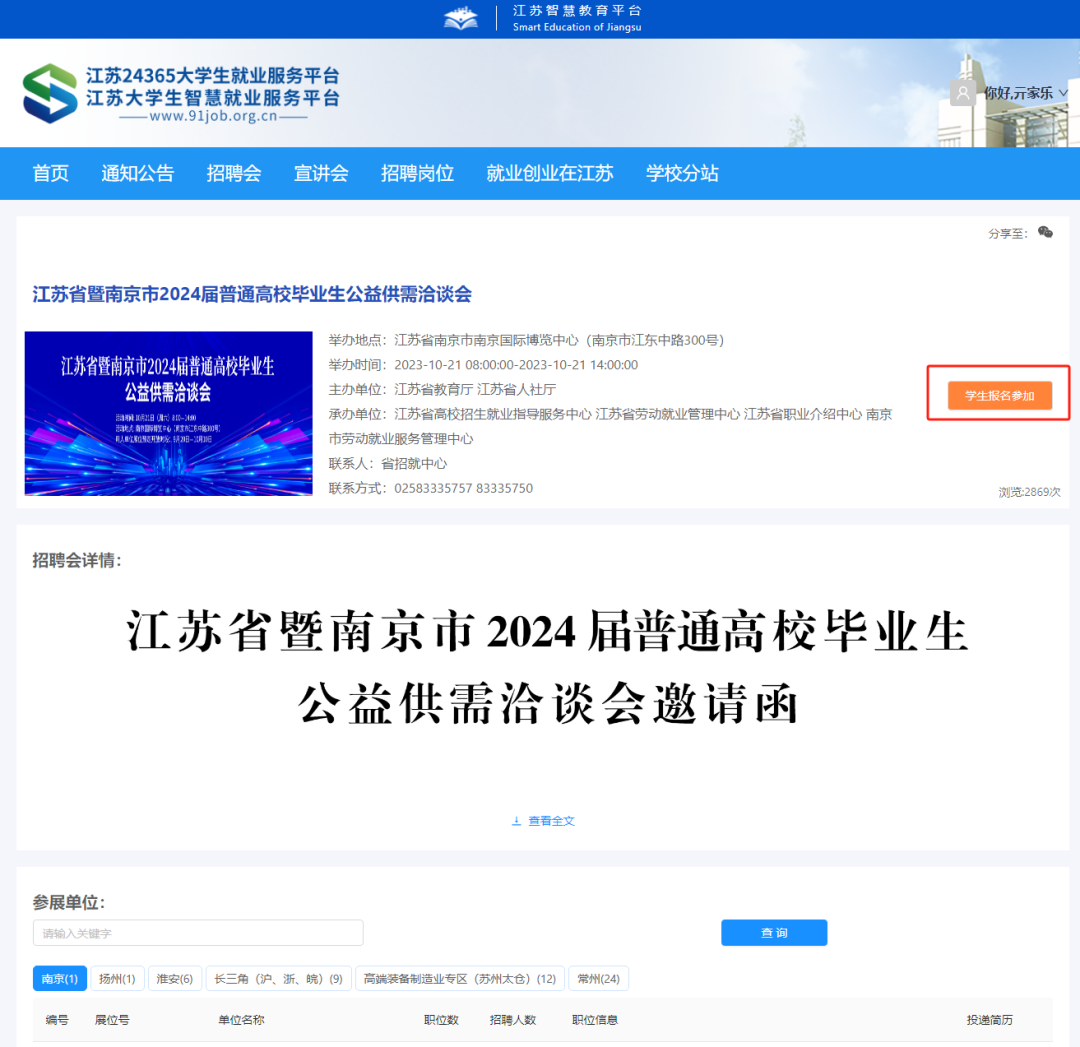 江苏智慧教育平台
Smart Education of Jiangsu
江苏24365大学生就业服务平台
江苏大学生智慧就业服务平台
www.91job.org.cn
你好,亓家乐
首页 通知公告 招聘会 宣讲会 招聘岗位 就业创业在江苏 学校分站
分享至:
江苏省暨南京市2024届普通高校毕业生公益供需洽谈会
江苏省暨南京市2024届普通高校毕业生
公益供需洽谈会
举办地点：江苏省南京市南京国际博览中心（南京市江东中路300号）
举办时间：2023-10-21 08:00:00-2023-10-21 14:00:00
主办单位：江苏省教育厅 江苏省人社厅
承办单位：江苏省高校招生就业指导服务中心 江苏省劳动就业管理中心 江苏省职业介绍中心 南京
市劳动就业服务管理中心
联系人：省招就中心
联系方式：02583335757 83335750
学生报名参加
浏览:2869次
招聘会详情：
江苏省暨南京市2024届普通高校毕业生
公益供需洽谈会邀请函
查看全文
参展单位：
请输入关键字
查 询
南京(1) 扬州(1) 淮安(6) 长三角（沪、浙、皖）(9) 高端装备制造业专区（苏州太仓）(12) 常州(24)
编号 展位号 单位名称 职位数 招聘人数 职位信息 投递简历